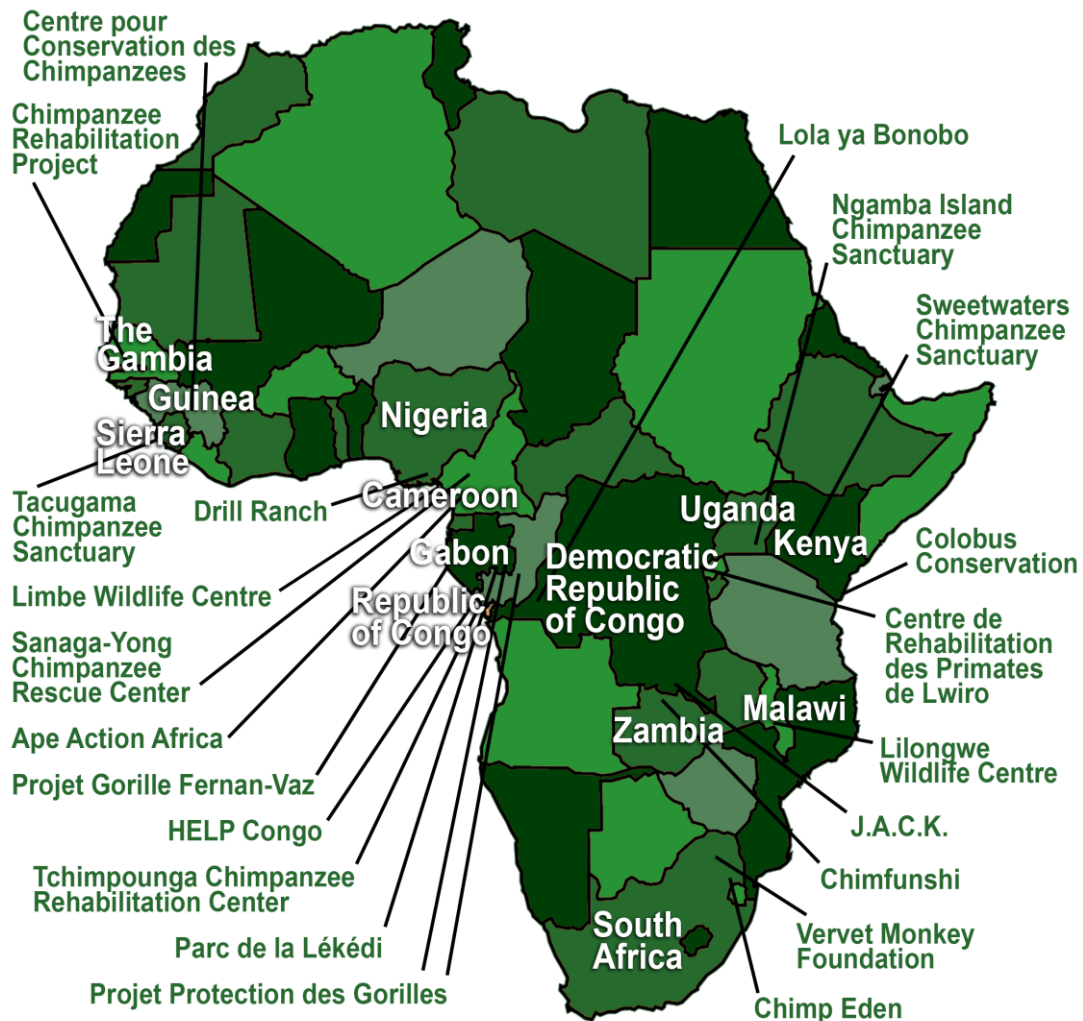 Centre pour
Conservation des
Chimpanzees
Chimpanzee
Rehabilitation
Project
Lola ya Bonobo
Ngamba Island
Chimpanzee
Sanctuary
Sweetwaters
Chimpanzee
Sanctuary
The
Gambia
Guinea
Sierra
Leone
Nigeria
Cameroon
Gabon
Republic
of Congo
Democratic
Republic
of Congo
Uganda
Kenya
Malawi
Zambia
South
Africa
Tacugama
Chimpanzee
Sanctuary
Drill Ranch
Limbe Wildlife Centre
Sanaga-Yong
Chimpanzee
Rescue Center
Ape Action Africa
Projet Gorille Fernan-Vaz
HELP Congo
Tchimpounga Chimpanzee
Rehabilitation Center
Parc de la Lékédi
Projet Protection des Gorilles
Colobus
Conservation
Centre de
Rehabilitation
des Primates
de Lwiro
Lilongwe
Wildlife Centre
J.A.C.K.
Chimfunshi
Vervet Monkey
Foundation
Chimp Eden